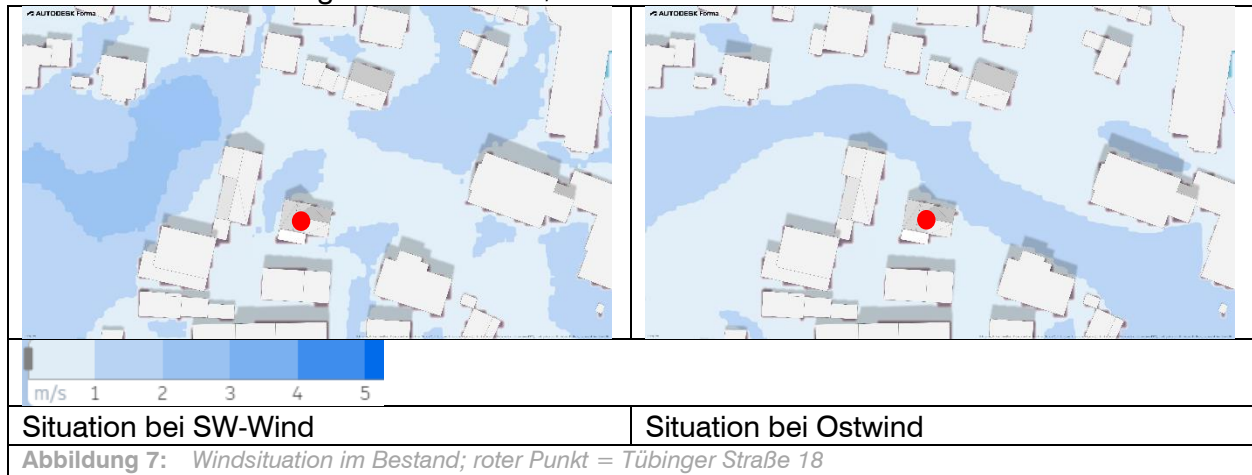 AUTODESK Forma
AUTODESK Forma
m/s 1 2 3 4 5
Situation bei SW-Wind
Situation bei Ostwind
Abbildung 7: Windsituation im Bestand; roter Punkt = Tübinger Straße 18